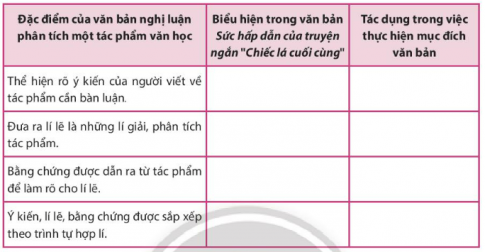 Đặc điểm của văn bản nghị luận
phân tích một tác phẩm văn học
Biểu hiện trong văn bản
Sức hấp dẫn của truyện
ngắn "Chiếc lá cuối cùng"
Tác dụng trong việc
thực hiện mục đích
văn bản
Thể hiện rõ ý kiến của người viết về
tác phẩm cần bàn luận.
Đưa ra lí lẽ là những lí giải, phân tích
tác phẩm.
Bằng chứng được dẫn ra từ tác phẩm
để làm rõ cho lí lẽ.
Ý kiến, lí lẽ, bằng chứng được sắp xếp
theo trình tự hợp lí.